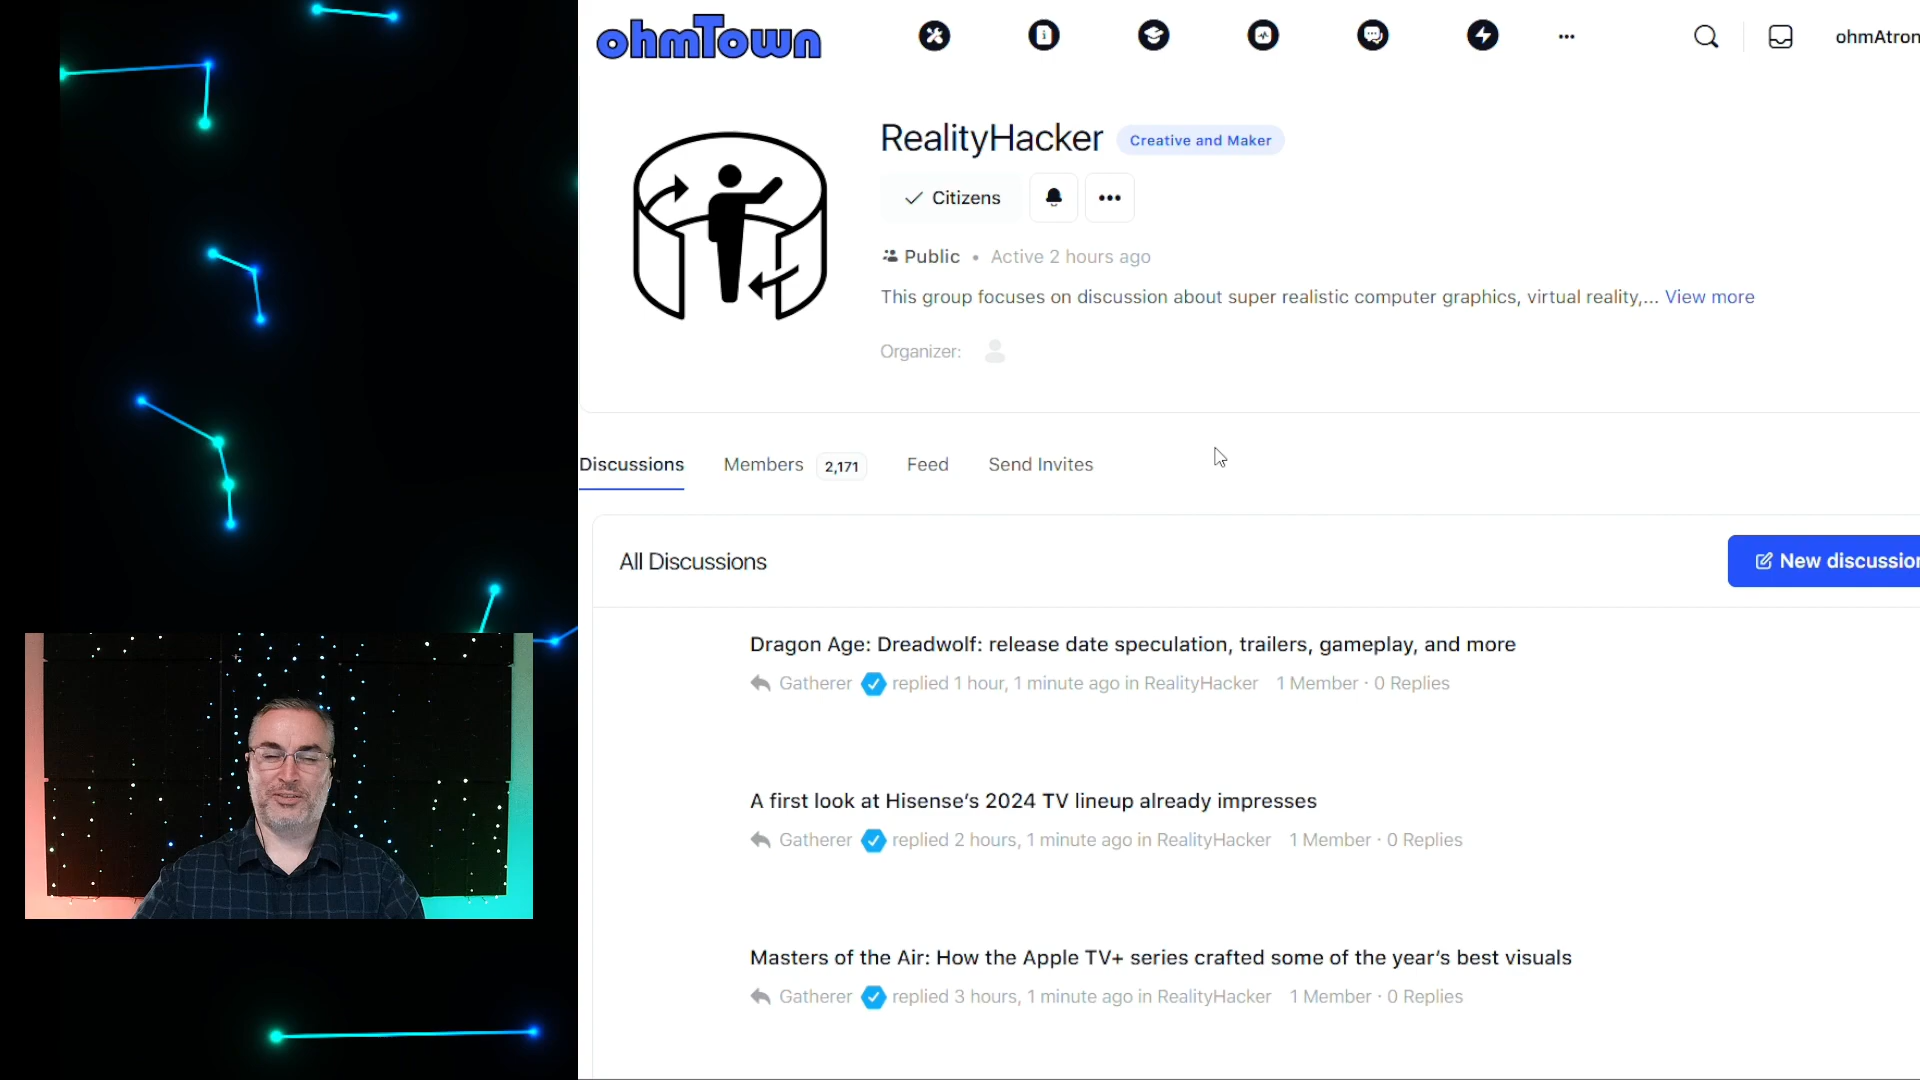 ohmTown
ohmAtron
RealityHacker Creative and Maker
Citizens
Public • Active 2 hours ago
This group focuses on discussion about super realistic computer graphics, virtual reality,... View more
Organizer:
Discussions Members 2,171 Feed Send Invites
All Discussions
New discussion
Dragon Age: Dreadwolf: release date speculation, trailers, gameplay, and more
Gatherer replied 1 hour, 1 minute ago in RealityHacker 1 Member · 0 Replies
A first look at Hisense’s 2024 TV lineup already impresses
Gatherer replied 2 hours, 1 minute ago in RealityHacker 1 Member · 0 Replies
Masters of the Air: How the Apple TV+ series crafted some of the year’s best visuals
Gatherer replied 3 hours, 1 minute ago in RealityHacker 1 Member · 0 Replies